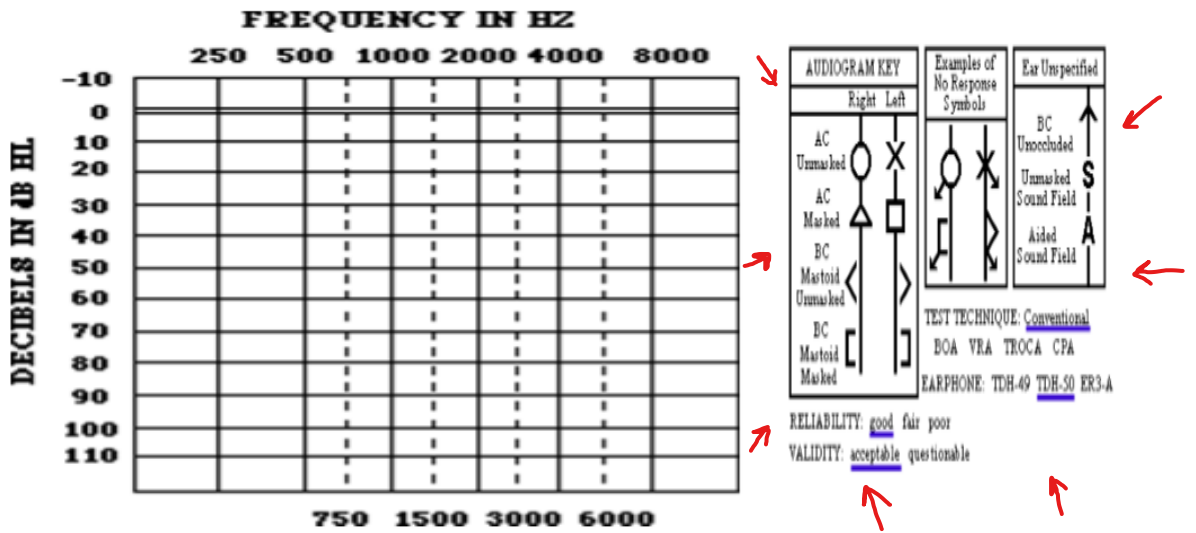 FREQUENCY IN HZ
250 500 1000 2000 4000 8000
DECIBELS IN dB HL
-10
0
10
20
30
40
50
60
70
80
90
100
110
750 1500 3000 6000
AUDIOGRAM KEY
Right Left
AC
Unmasked
AC
Masked
BC
Mastoid
Unmasked
BC
Mastoid
Masked
Examples of
No Response
Symbols
Ear Unspecified
BC
Unoccluded
Unmasked
Sound Field
S
Aided
Sound Field
A
TEST TECHNIQUE: Conventional
BOA VRA TROCA CPA
EARPHONE: TDH-49 TDH-50 ER3-A
RELIABILITY: good fair poor
VALIDITY: acceptable questionable